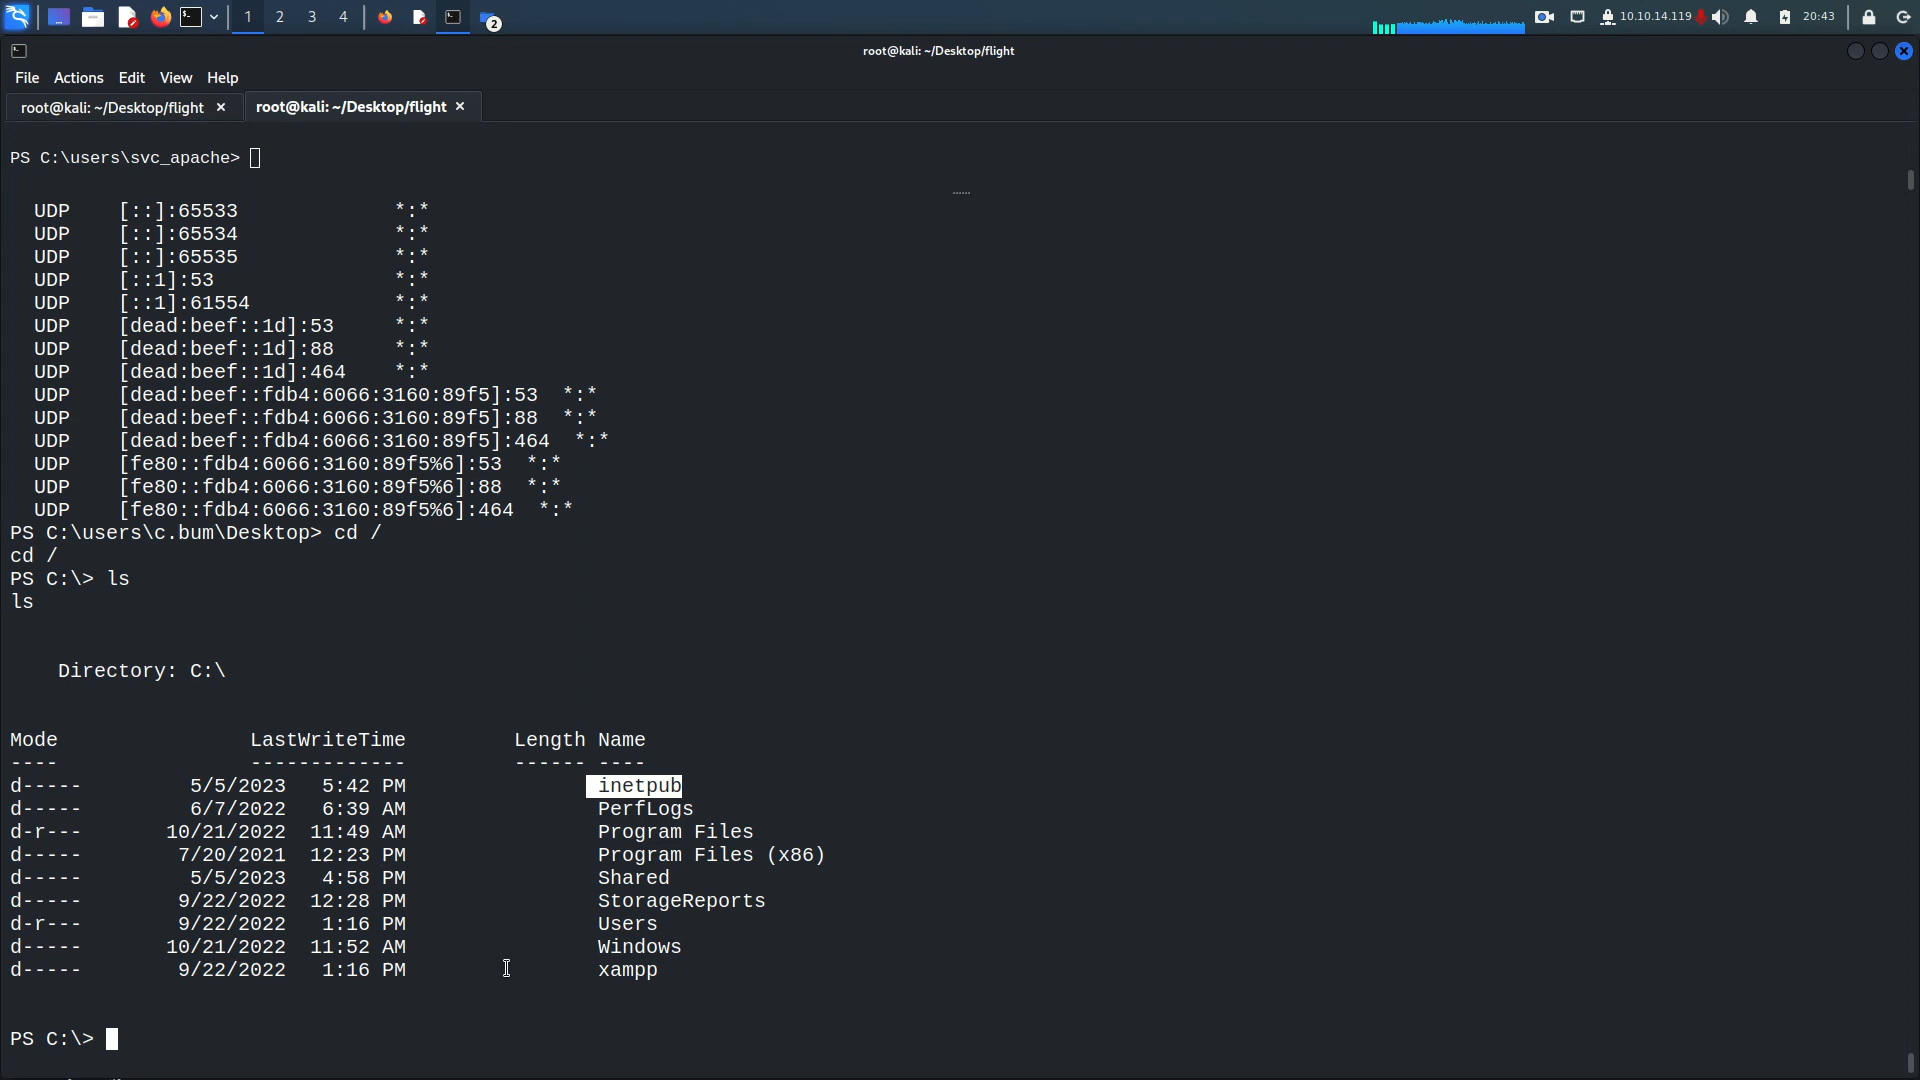 1 2 3 4 2 10.10.14.119 20:43
root@kali: ~/Desktop/flight
File Actions Edit View Help
root@kali: ~/Desktop/flight × root@kali: ~/Desktop/flight ×
PS C:\users\svc_apache>
UDP [::]:65533 *:*
UDP [::]:65534 *:*
UDP [::]:65535 *:*
UDP [::1]:53 *:*
UDP [::1]:61554 *:*
UDP [dead:beef::1d]:53 *:*
UDP [dead:beef::1d]:88 *:*
UDP [dead:beef::1d]:464 *:*
UDP [dead:beef::fdb4:6066:3160:89f5]:53 *:*
UDP [dead:beef::fdb4:6066:3160:89f5]:88 *:*
UDP [dead:beef::fdb4:6066:3160:89f5]:464 *:*
UDP [fe80::fdb4:6066:3160:89f5%6]:53 *:*
UDP [fe80::fdb4:6066:3160:89f5%6]:88 *:*
UDP [fe80::fdb4:6066:3160:89f5%6]:464 *:*
PS C:\users\c.bum\Desktop> cd /
cd /
PS C:\> ls
ls
Directory: C:\
Mode LastWriteTime Length Name
---- ------------- ------ ----
d----- 5/5/2023 5:42 PM inetpub
d----- 6/7/2022 6:39 AM PerfLogs
d-r--- 10/21/2022 11:49 AM Program Files
d----- 7/20/2021 12:23 PM Program Files (x86)
d----- 5/5/2023 4:58 PM Shared
d----- 9/22/2022 12:28 PM StorageReports
d-r--- 9/22/2022 1:16 PM Users
d----- 10/21/2022 11:52 AM Windows
d----- 9/22/2022 1:16 PM xampp
PS C:\>